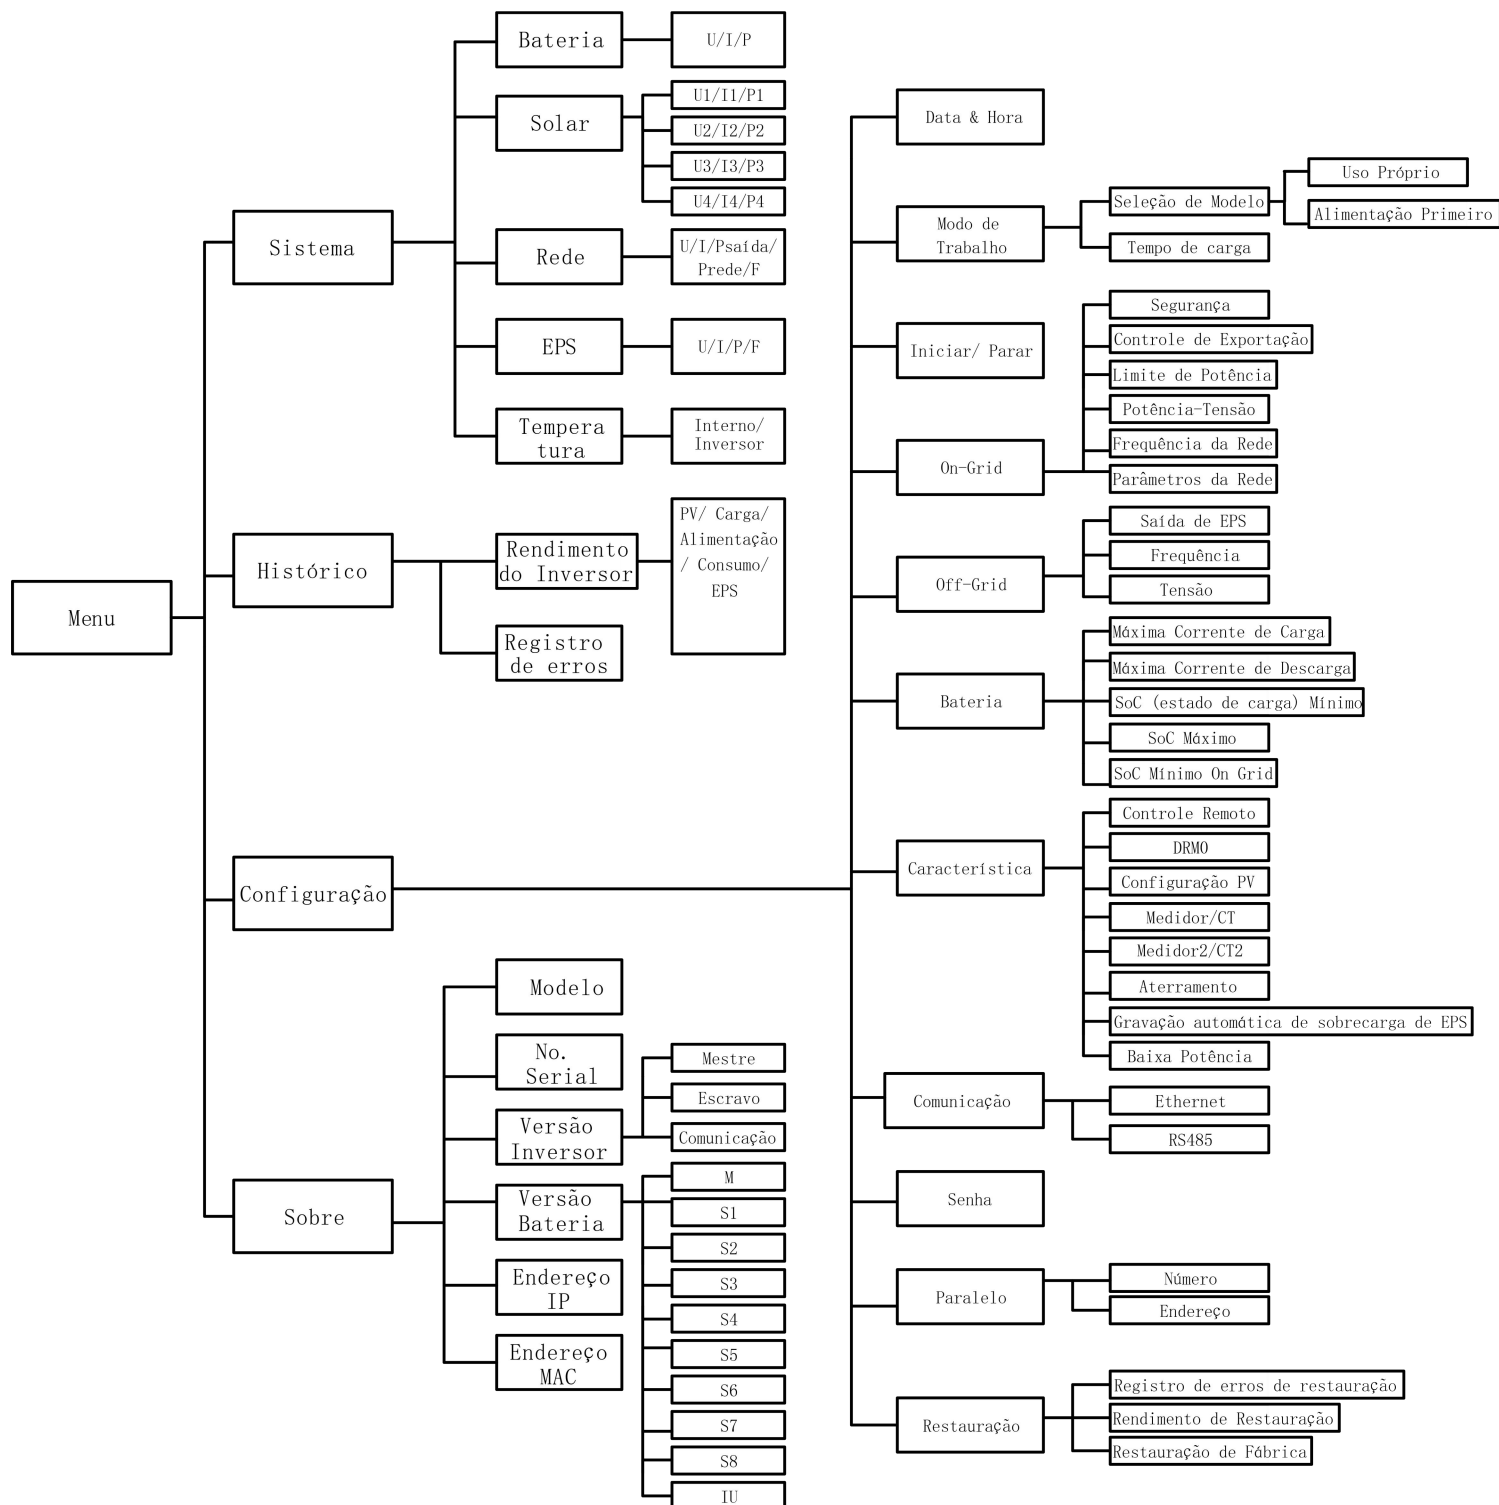 Menu
Sistema
Bateria
U/I/P
Solar
U1/I1/P1
U2/I2/P2
U3/I3/P3
U4/I4/P4
Rede
U/I/Psaída/
Prede/F
EPS
U/I/P/F
Tempera
tura
Interno/
Inversor
Histórico
Rendimento
do Inversor
PV/ Carga/
Alimentação
/ Consumo/
EPS
Registro
de erros
Configuração
Data & Hora
Modo de
Trabalho
Seleção de Modelo
Uso Próprio
Alimentação Primeiro
Tempo de carga
Iniciar/ Parar
On-Grid
Segurança
Controle de Exportação
Limite de Potência
Potência-Tensão
Frequência da Rede
Parâmetros da Rede
Off-Grid
Saída de EPS
Frequência
Tensão
Bateria
Máxima Corrente de Carga
Máxima Corrente de Descarga
SoC (estado de carga) Mínimo
SoC Máximo
SoC Mínimo On Grid
Característica
Controle Remoto
DRM0
Configuração PV
Medidor/CT
Medidor2/CT2
Aterramento
Gravação automática de sobrecarga de EPS
Baixa Potência
Comunicação
Ethernet
RS485
Senha
Paralelo
Número
Endereço
Restauração
Registro de erros de restauração
Rendimento de Restauração
Restauração de Fábrica
Sobre
Modelo
No.
Serial
Versão
Inversor
Mestre
Escravo
Comunicação
Versão
Bateria
M
S1
S2
S3
S4
S5
S6
S7
S8
IU
Endereço
IP
Endereço
MAC